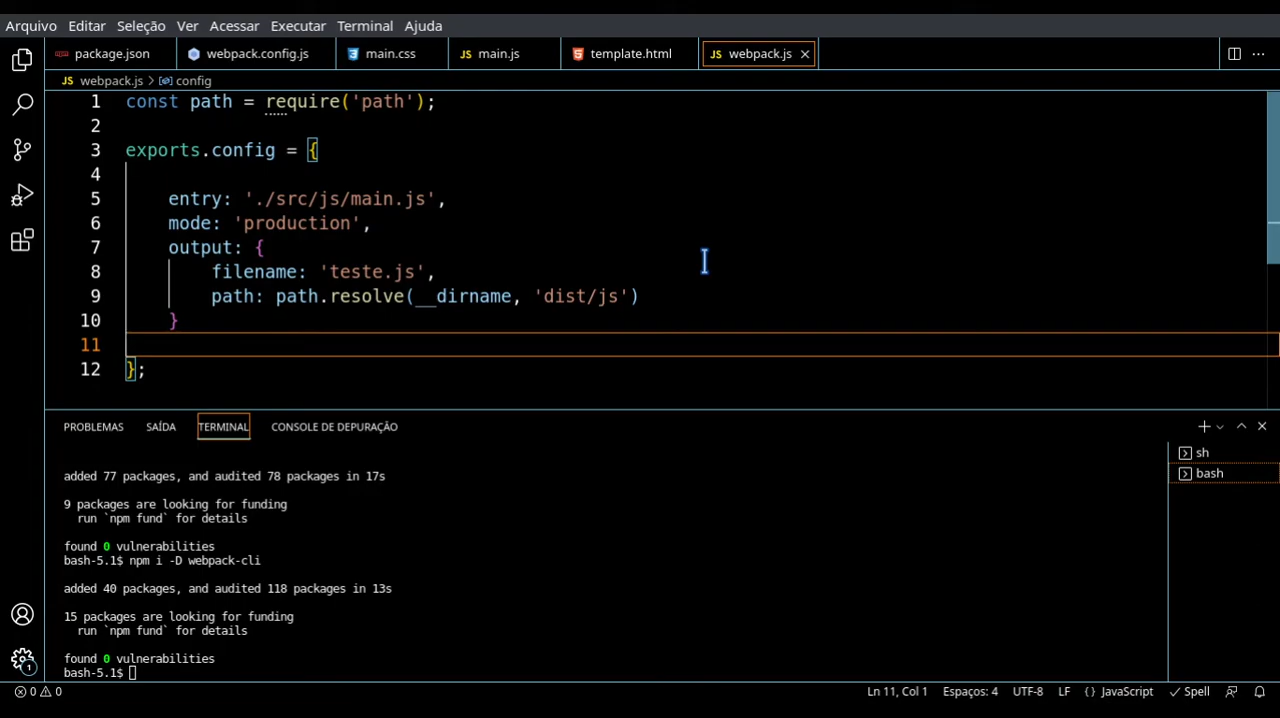 Arquivo Editar Seleção Ver Acessar Executar Terminal Ajuda
package.json webpack.config.js main.css JS main.js template.html JS webpack.js
JS webpack.js > config
1 const path = require('path');
2
3 exports.config = {
4
5 entry: './src/js/main.js',
6 mode: 'production',
7 output: {
8 filename: 'teste.js',
9 path: path.resolve(__dirname, 'dist/js')
10 }
11
12 };
PROBLEMAS SAÍDA TERMINAL CONSOLE DE DEPURAÇÃO
added 77 packages, and audited 78 packages in 17s
9 packages are looking for funding
run `npm fund` for details
found 0 vulnerabilities
bash-5.1$ npm i -D webpack-cli
added 40 packages, and audited 118 packages in 13s
15 packages are looking for funding
run `npm fund` for details
found 0 vulnerabilities
bash-5.1$
sh
bash
1
0 0 Ln 11, Col 1 Espaços: 4 UTF-8 LF {} JavaScript Spell